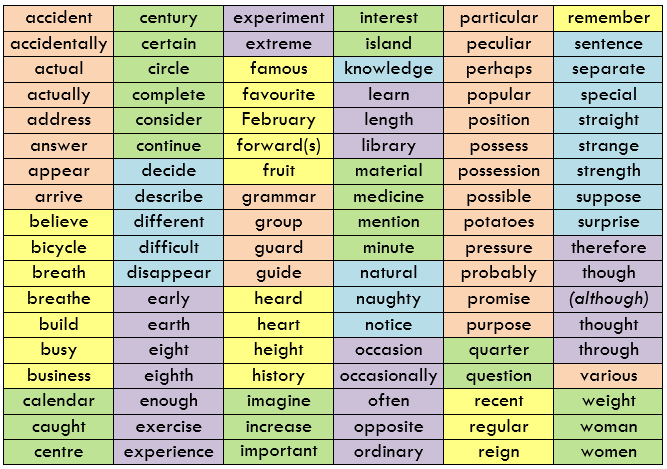 accident century experiment interest particular remember
accidentally certain extreme island peculiar sentence
actual circle famous knowledge perhaps separate
actually complete favourite learn popular special
address consider February length position straight
answer continue forward(s) library possess strange
appear decide fruit material possession strength
arrive describe grammar medicine possible suppose
believe different group mention potatoes surprise
bicycle difficult guard minute pressure therefore
breath disappear guide natural probably though
breathe early heard naughty promise (although)
build earth heart notice purpose thought
busy eight height occasion quarter through
business eighth history occasionally question various
calendar enough imagine often recent weight
caught exercise increase opposite regular woman
centre experience important ordinary reign women